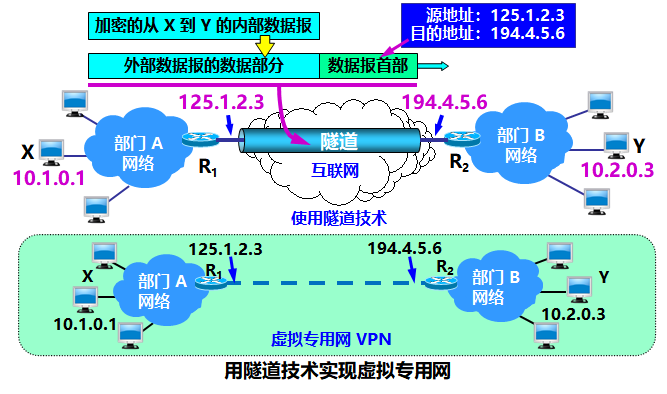 加密的从 X 到 Y 的内部数据报
源地址：125.1.2.3
目的地址：194.4.5.6
外部数据报的数据部分
数据报首部
125.1.2.3
194.4.5.6
部门 A
网络
X
10.1.0.1
R1
隧道
互联网
R2
部门 B
网络
Y
10.2.0.3
使用隧道技术
125.1.2.3
194.4.5.6
X
部门 A
网络
R1
R2
部门 B
网络
Y
10.1.0.1
10.2.0.3
虚拟专用网 VPN
用隧道技术实现虚拟专用网